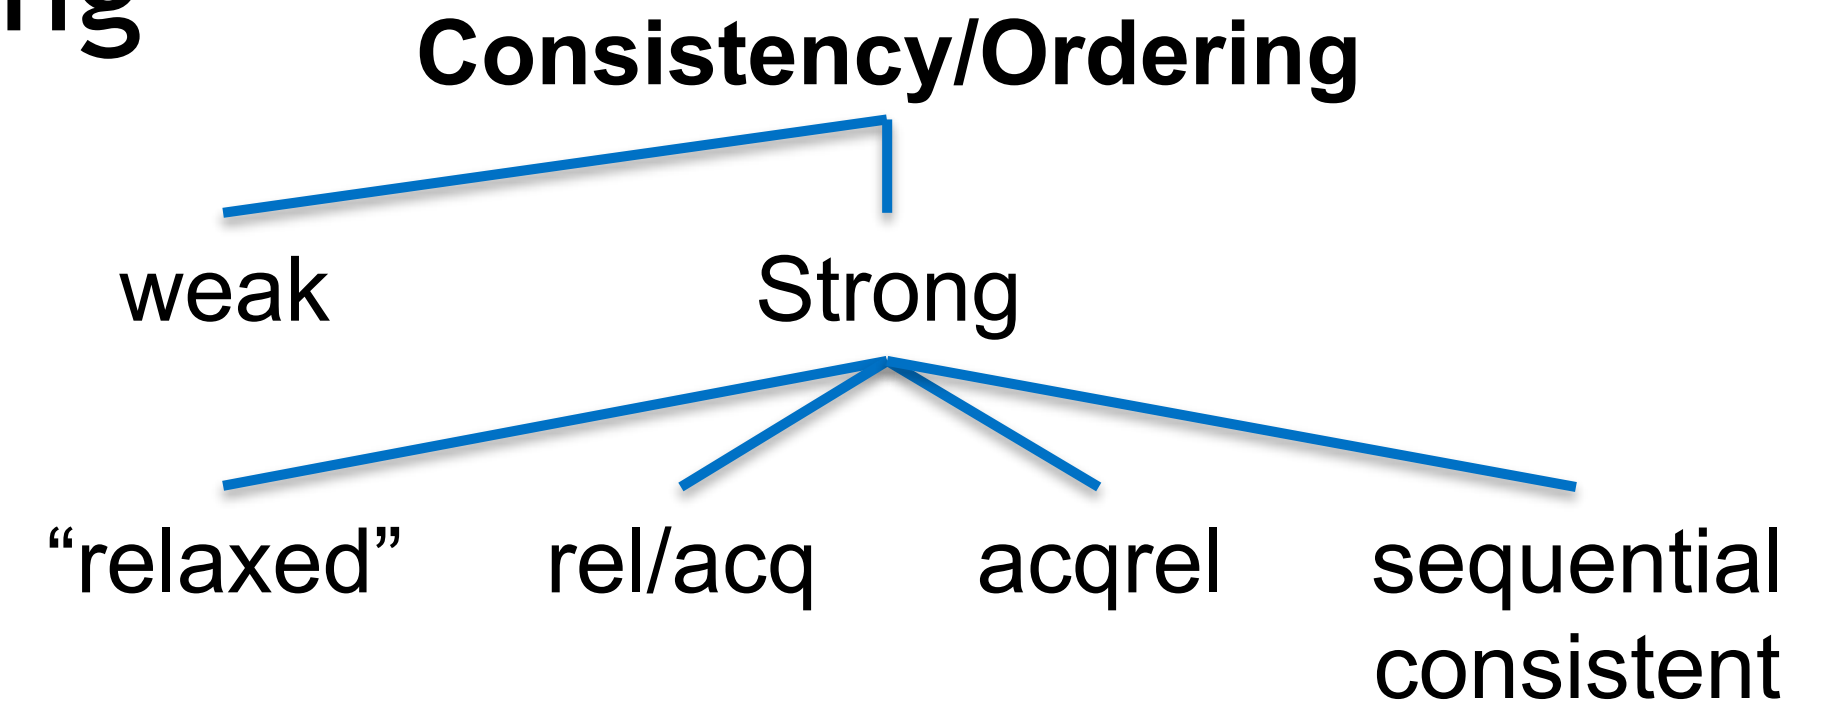 Consistency/Ordering
weak Strong
“relaxed” rel/acq acqrel sequential
consistent